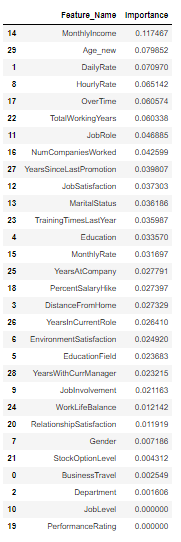 Feature_Name Importance
14 MonthlyIncome 0.117467
29 Age_new 0.079852
1 DailyRate 0.070970
8 HourlyRate 0.065142
17 OverTime 0.060574
22 TotalWorkingYears 0.060338
11 JobRole 0.046885
16 NumCompaniesWorked 0.042599
27 YearsSinceLastPromotion 0.039807
12 JobSatisfaction 0.037303
13 MaritalStatus 0.036186
23 TrainingTimesLastYear 0.035987
4 Education 0.033570
15 MonthlyRate 0.031697
25 YearsAtCompany 0.027791
18 PercentSalaryHike 0.027397
3 DistanceFromHome 0.027329
26 YearsInCurrentRole 0.026410
6 EnvironmentSatisfaction 0.024920
5 EducationField 0.023683
28 YearsWithCurrManager 0.023215
9 JobInvolvement 0.021163
24 WorkLifeBalance 0.012142
20 RelationshipSatisfaction 0.011919
7 Gender 0.007186
21 StockOptionLevel 0.004312
0 BusinessTravel 0.002549
2 Department 0.001606
10 JobLevel 0.000000
19 PerformanceRating 0.000000